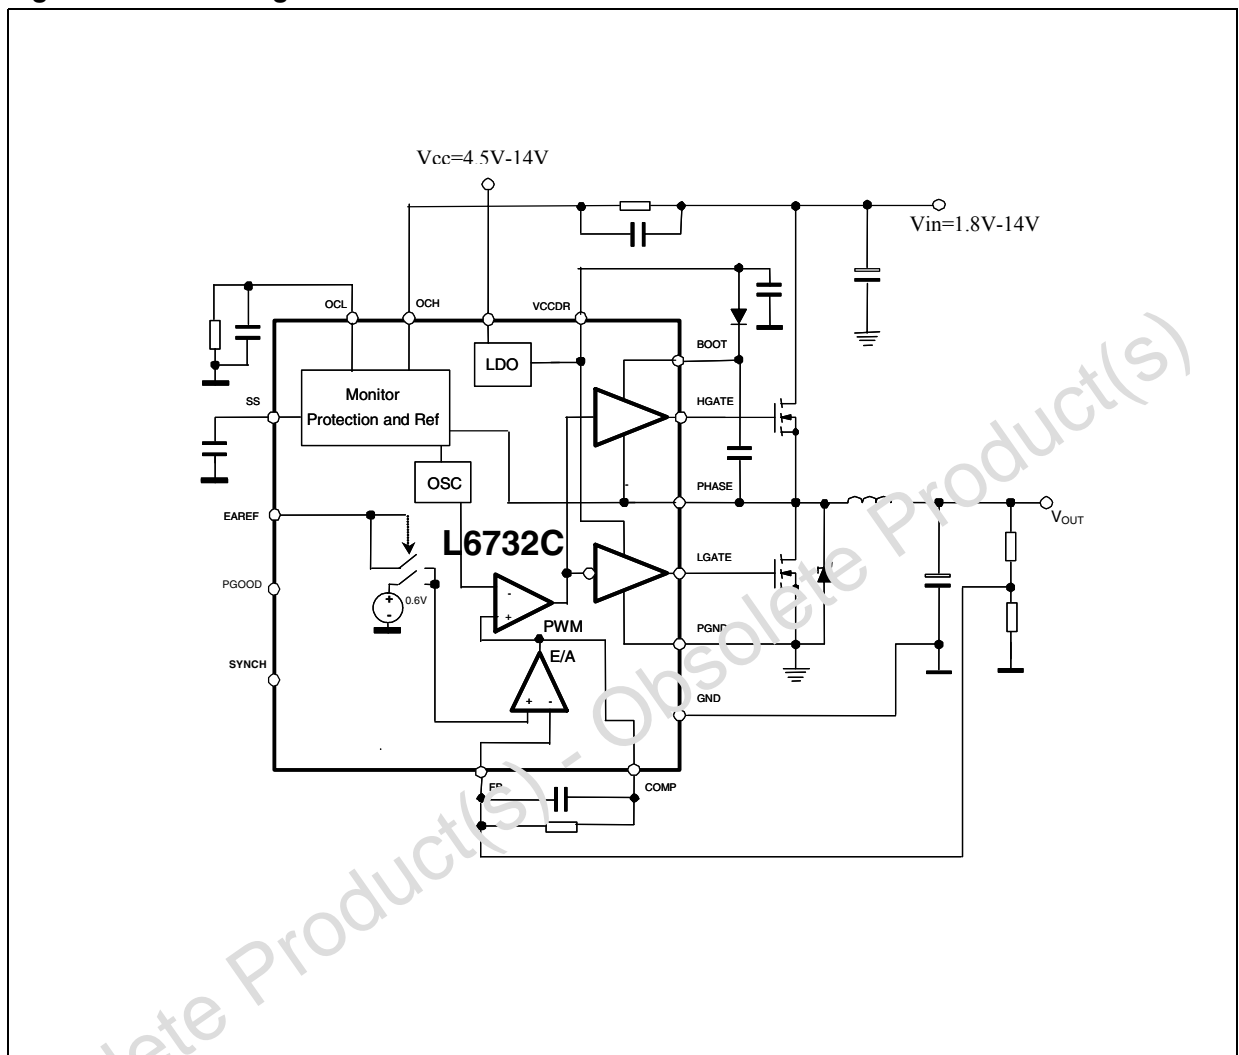 Vcc=4.5V-14V
Vin=1.8V-14V
OCL
OCH
VCCDR
BOOT
LDO
Monitor
Protection and Ref
SS
HGATE
OSC
PHASE
EAREF
L6732C
VOUT
LGATE
PGOOD
+
-
0.6V
-
+
PWM
PGND
E/A
SYNCH
+ -
GND
COMP
Product(s) - Obsolete Product(s)